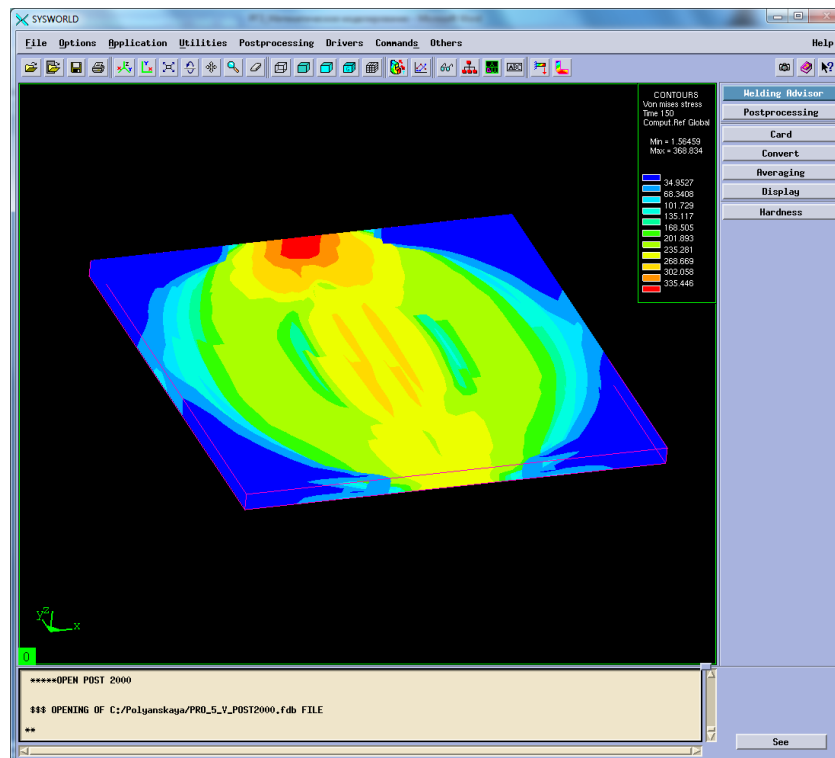 SYSWORLD
File Options Application Utilities Postprocessing Drivers Commands Others Help
CONTOURS
Von mises stress
Time 150
Comput.Ref Global
Min = 1.56459
Max = 368.834
34.9527
68.3408
101.729
135.117
168.505
201.893
235.281
268.669
302.058
335.446
Welding Advisor
Postprocessing
Card
Convert
Averaging
Display
Hardness
ABC
z
y
x
0
*****OPEN POST 2000
$$$ OPENING OF C:/Polyanskaya/PRO_5_V_POST2000.fdb FILE
**
See